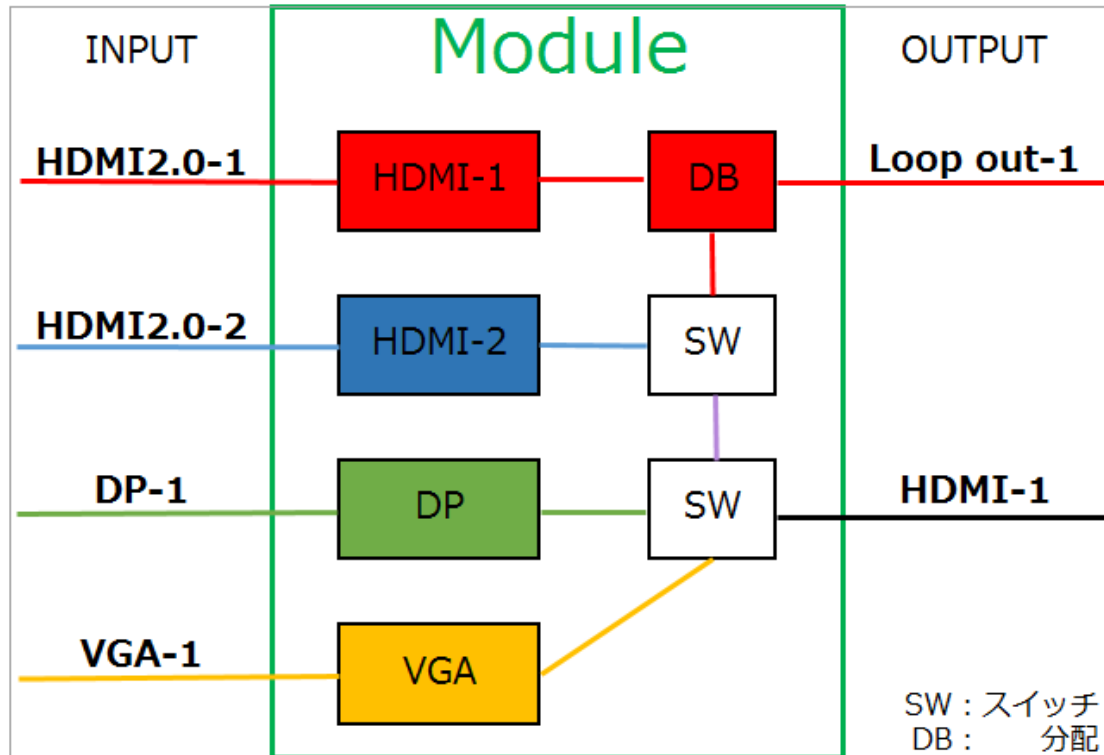 INPUT
Module
OUTPUT
HDMI2.0-1
HDMI-1
DB
Loop out-1
HDMI2.0-2
HDMI-2
SW
DP-1
DP
SW
HDMI-1
VGA-1
VGA
SW：スイッチ
DB：　　分配